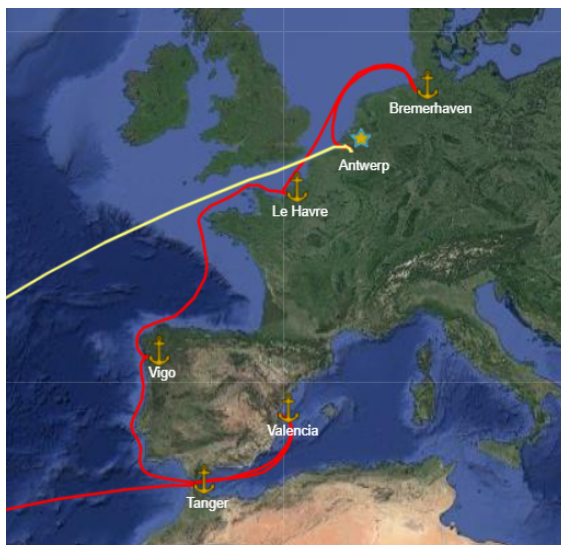 Bremerhaven
Antwerp
Le Havre
Vigo
Valencia
Tanger